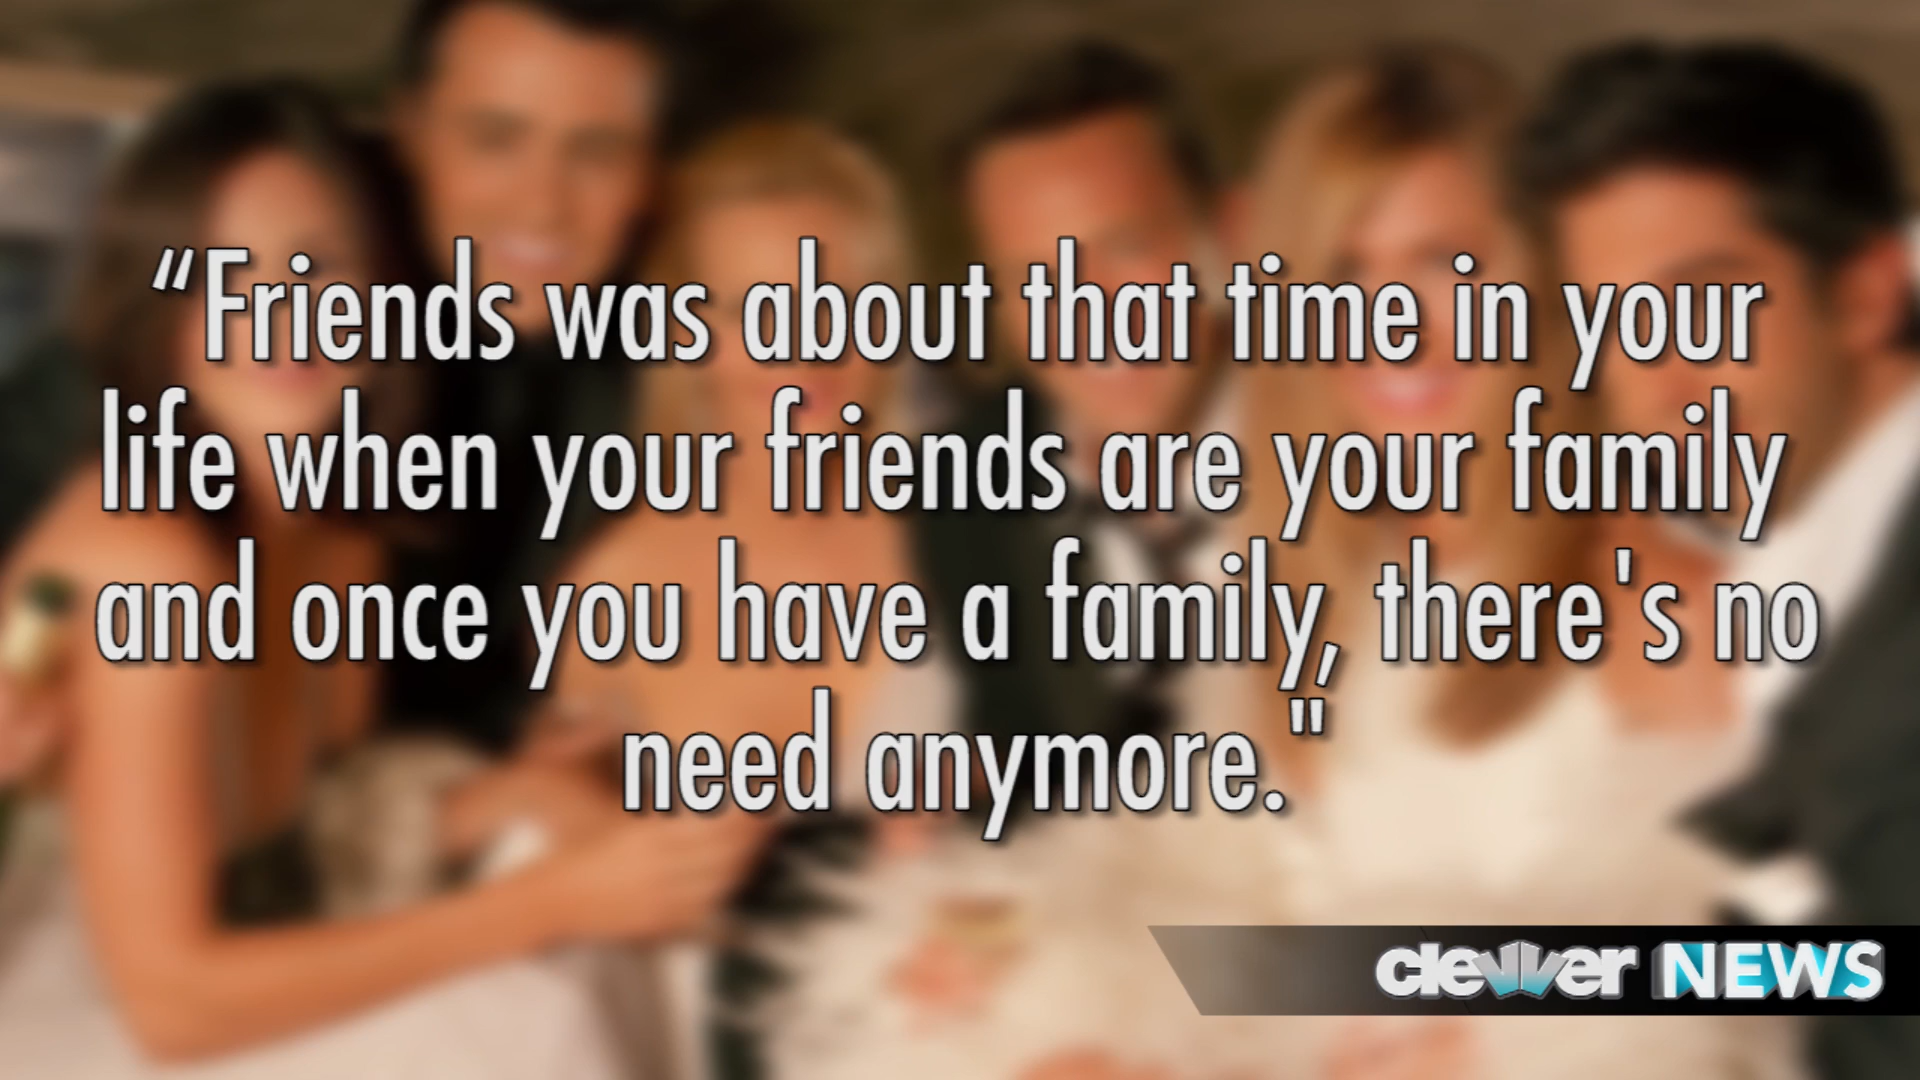 “Friends was about that time in your
life when your friends are your family
and once you have a family, there's no
need anymore."
clevver NEWS